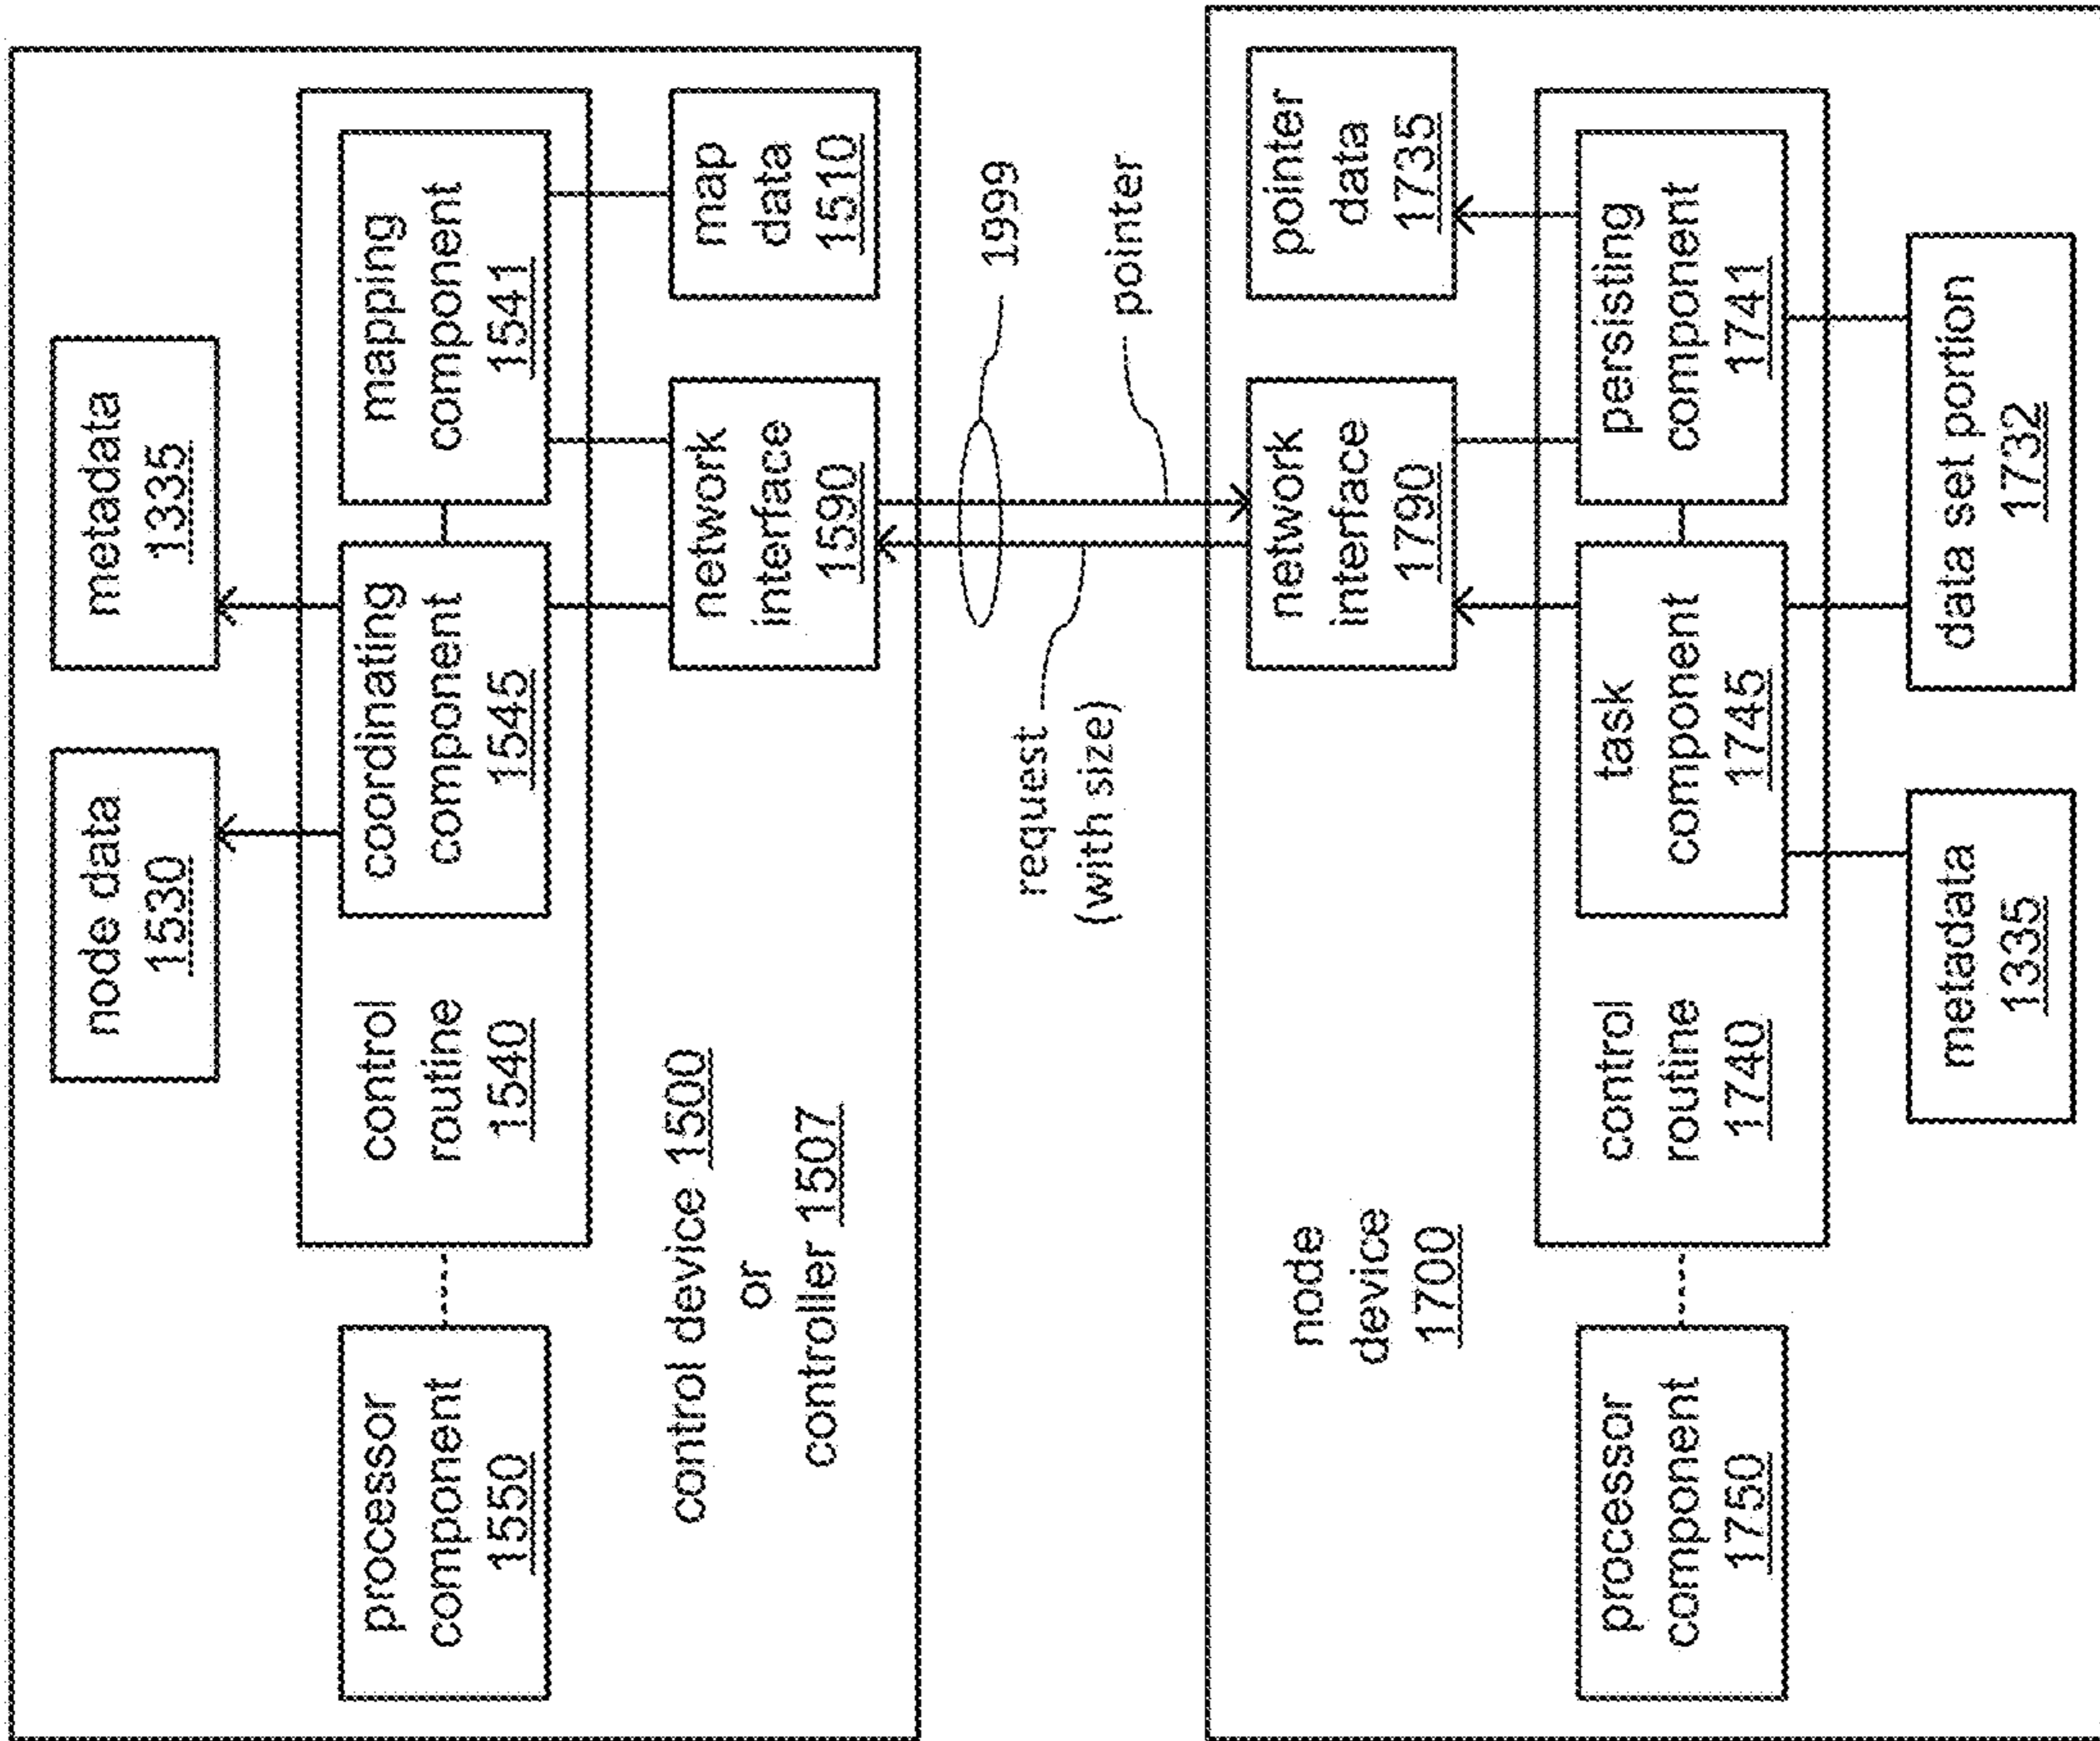 processor
component
1550
control
routine
1540
coordinating
component
1545
mapping
component
1541
node data
1530
metadata
1335
control device 1500
or
controller 1507
network
interface
1590
map
data
1510
request
(with size)
1999
pointer
node
device
1700
network
interface
1790
pointer
data
1735
processor
component
1750
control
routine
1740
task
component
1745
persisting
component
1741
metadata
1335
data set portion
1732